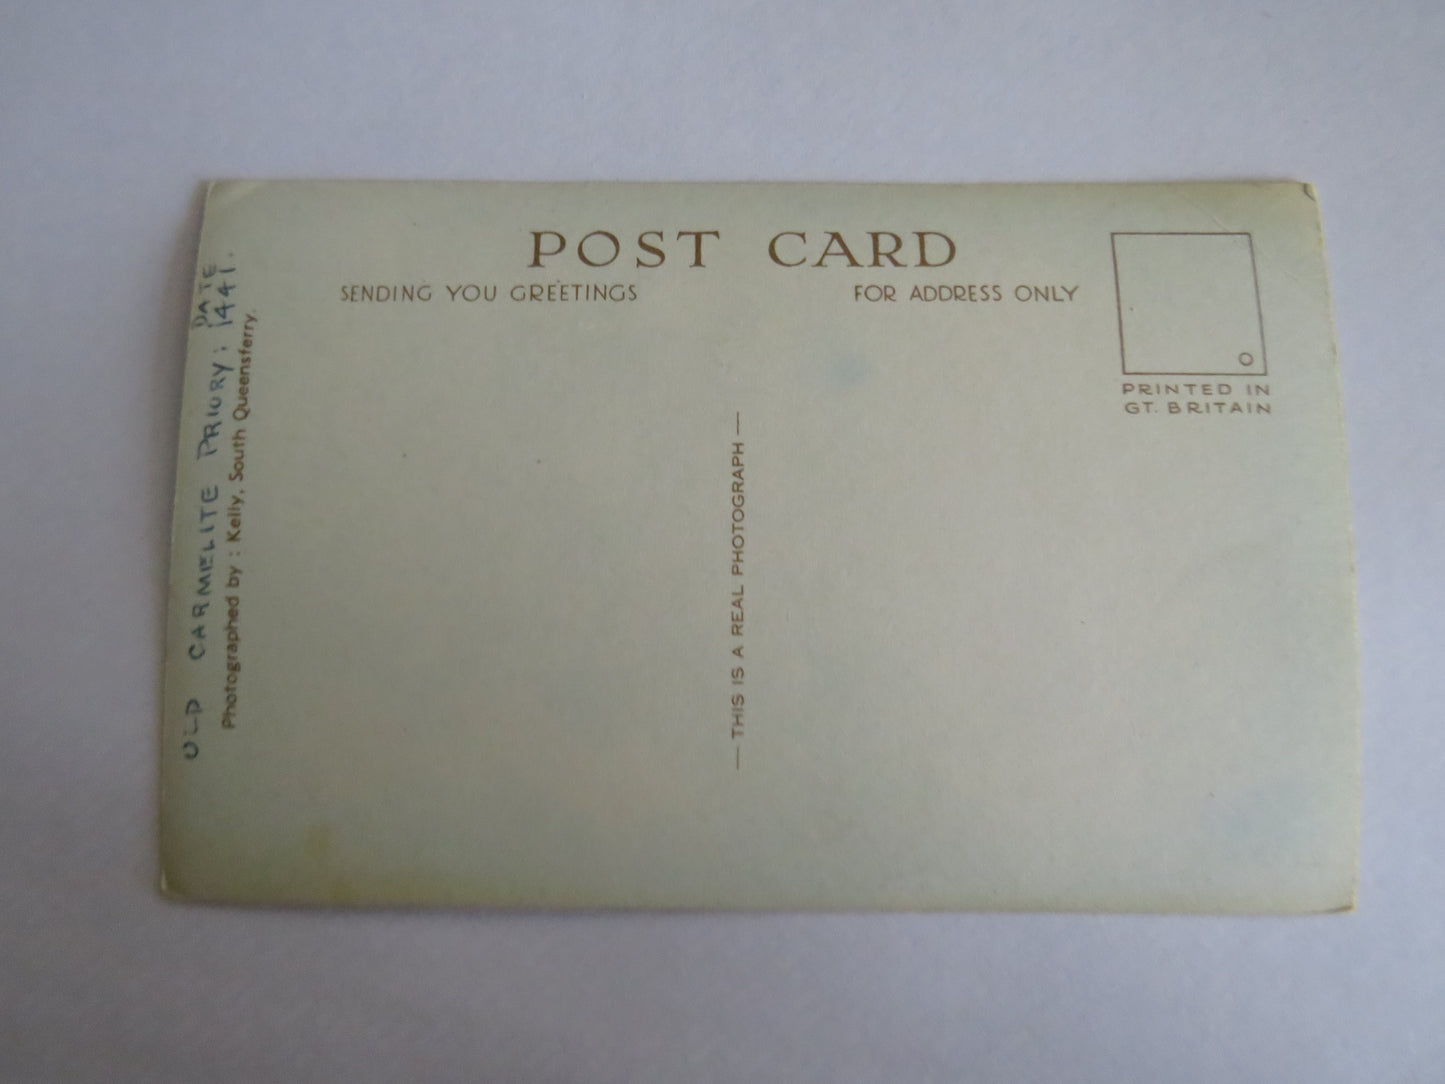 POST CARD
SENDING YOU GREETINGS
FOR ADDRESS ONLY
PRINTED IN
GT. BRITAIN
— THIS IS A REAL PHOTOGRAPH —
OLD CARMELITE PRIORY: DATE 1441.
Photographed by: Kelly, South Queensferry.